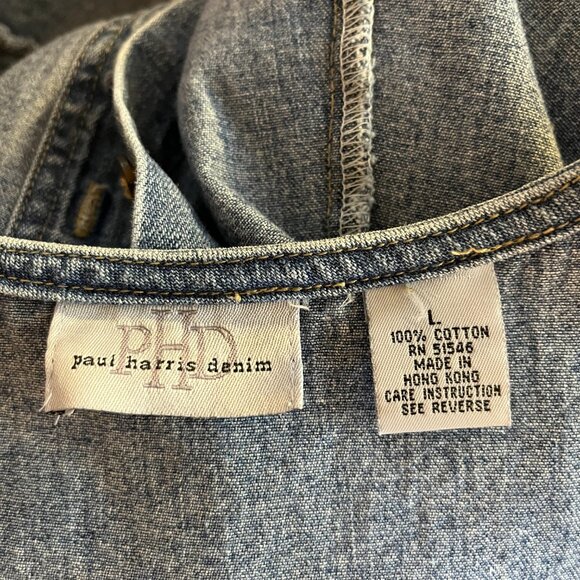 PHD
paul harris denim
L
100% COTTON
RN 51546
MADE IN
HONG KONG
CARE INSTRUCTION
SEE REVERSE